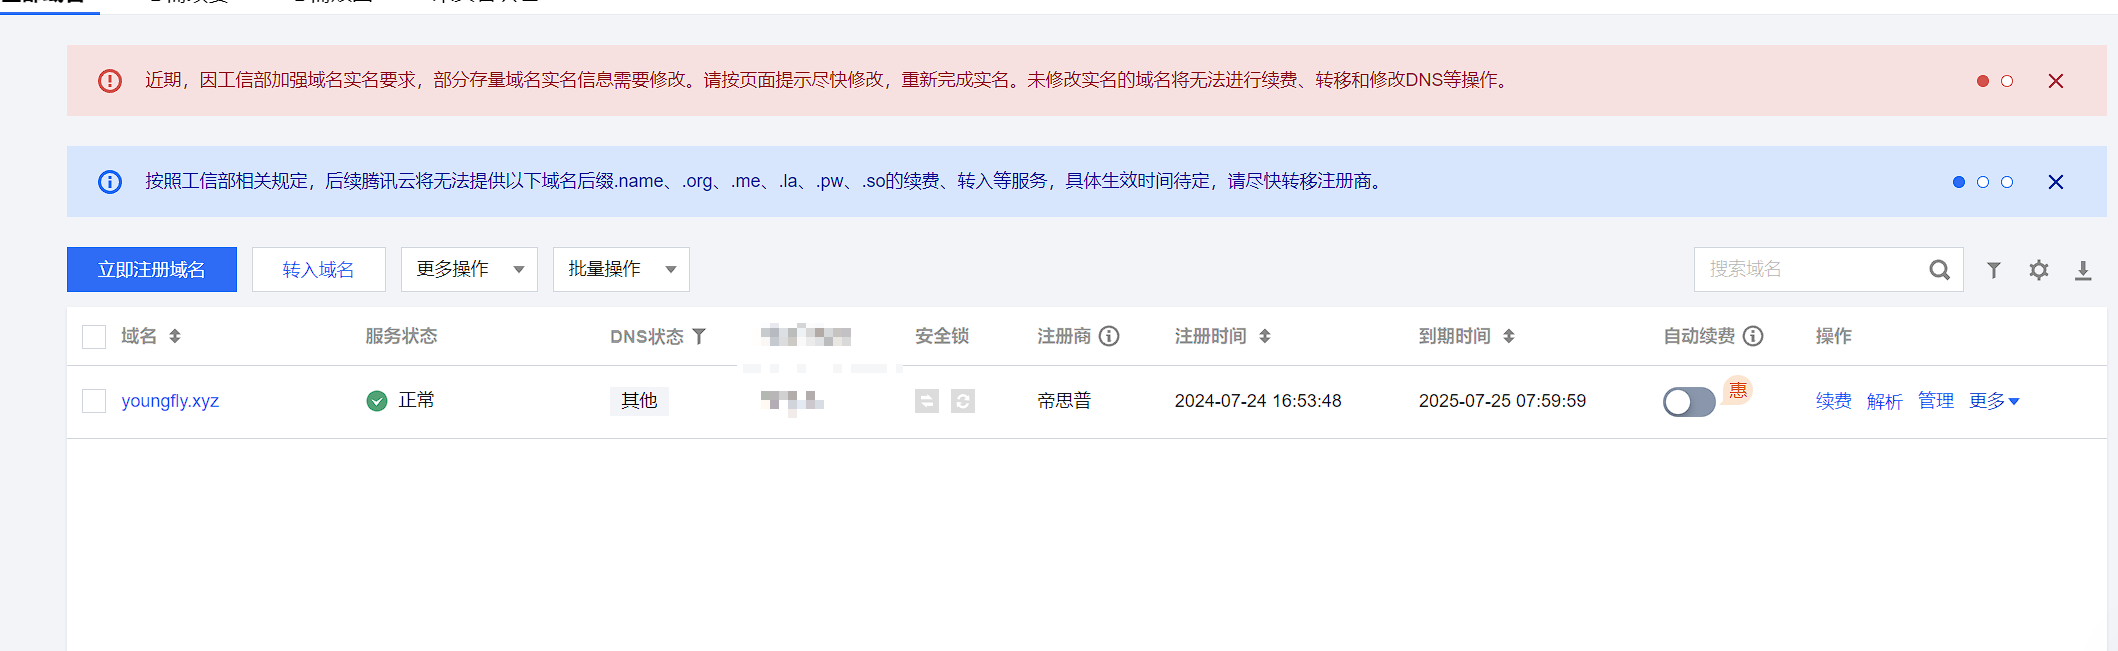 近期，因工信部加强域名实名要求，部分存量域名实名信息需要修改。请按页面提示尽快修改，重新完成实名。未修改实名的域名将无法进行续费、转移和修改DNS等操作。
按照工信部相关规定，后续腾讯云将无法提供以下域名后缀.name、.org、.me、.la、.pw、.so的续费、转入等服务，具体生效时间待定，请尽快转移注册商。
立即注册域名 转入域名 更多操作 批量操作 搜索域名
域名 服务状态 DNS状态 安全锁 注册商 注册时间 到期时间 自动续费 操作
youngfly.xyz 正常 其他 帝思普 2024-07-24 16:53:48 2025-07-25 07:59:59 惠 续费 解析 管理 更多